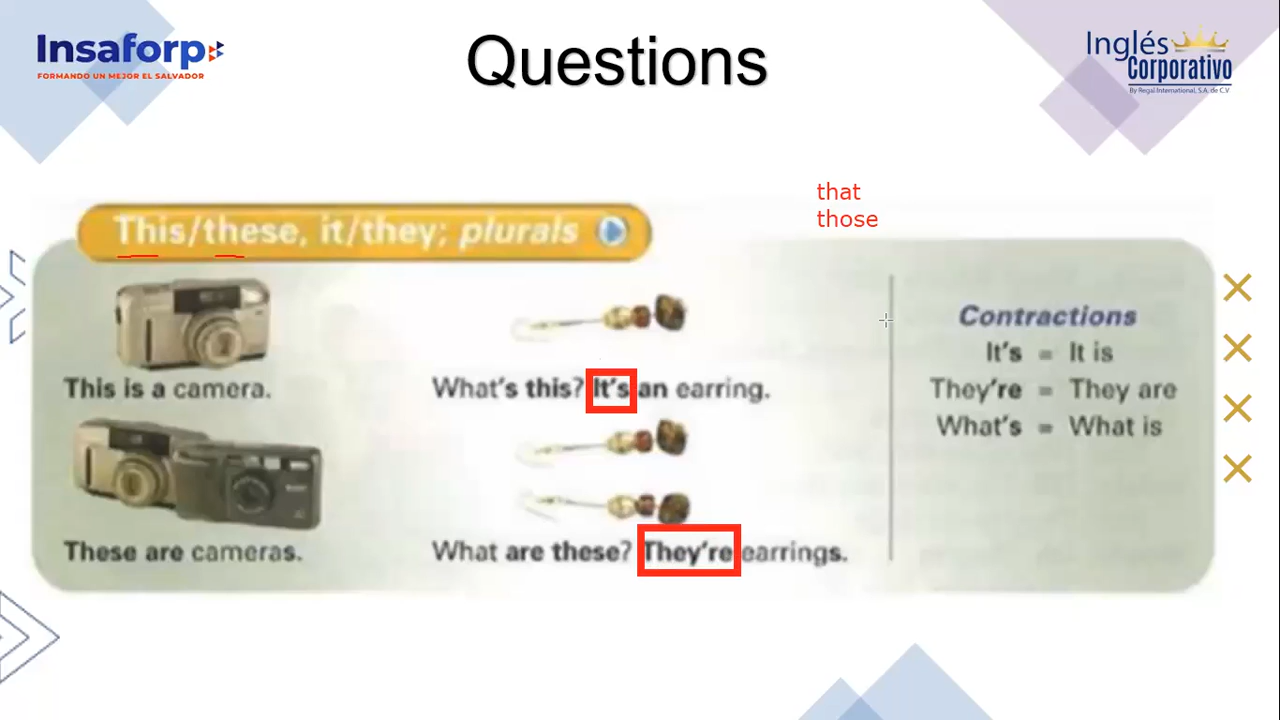 Insaforp
FORMANDO UN MEJOR EL SALVADOR
Questions
Inglés
Corporativo
By Regal International, S.A. de C.V
that
those
This/these, it/they; plurals
This is a camera.
What's this? It's an earring.
These are cameras.
What are these? They're earrings.
Contractions
It's = It is
They're = They are
What's = What is